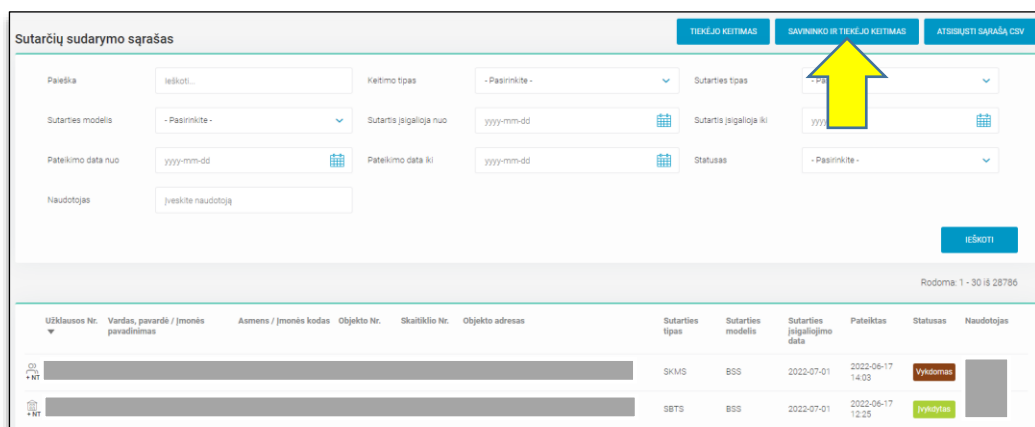 Sutarčių sudarymo sąrašas
TIEKĖJO KEITIMAS
SAVININKO IR TIEKĖJO KEITIMAS
ATSISIŲSTI SĄRAŠĄ CSV
Paieška Ieškoti... Keitimo tipas - Pasirinkite - Sutarties tipas
Sutarties modelis - Pasirinkite - Sutartis įsigalioja nuo yyyy-mm-dd Sutartis įsigalioja iki
Pateikimo data nuo yyyy-mm-dd Pateikimo data iki yyyy-mm-dd Statusas - Pasirinkite -
Naudotojas Įveskite naudotoją
IEŠKOTI
Rodoma: 1 - 30 iš 28786
Užklausos Nr. Vardas, pavardė / Įmonės pavadinimas Asmens / Įmonės kodas Objekto Nr. Skaitiklio Nr. Objekto adresas Sutarties tipas Sutarties modelis Sutarties įsigaliojimo data Pateiktas Statusas Naudotojas
+ NT SKMS BSS 2022-07-01 2022-06-17 14:03 Vykdomas
+ NT SBTS BSS 2022-07-01 2022-06-17 12:25 Įvykdytas